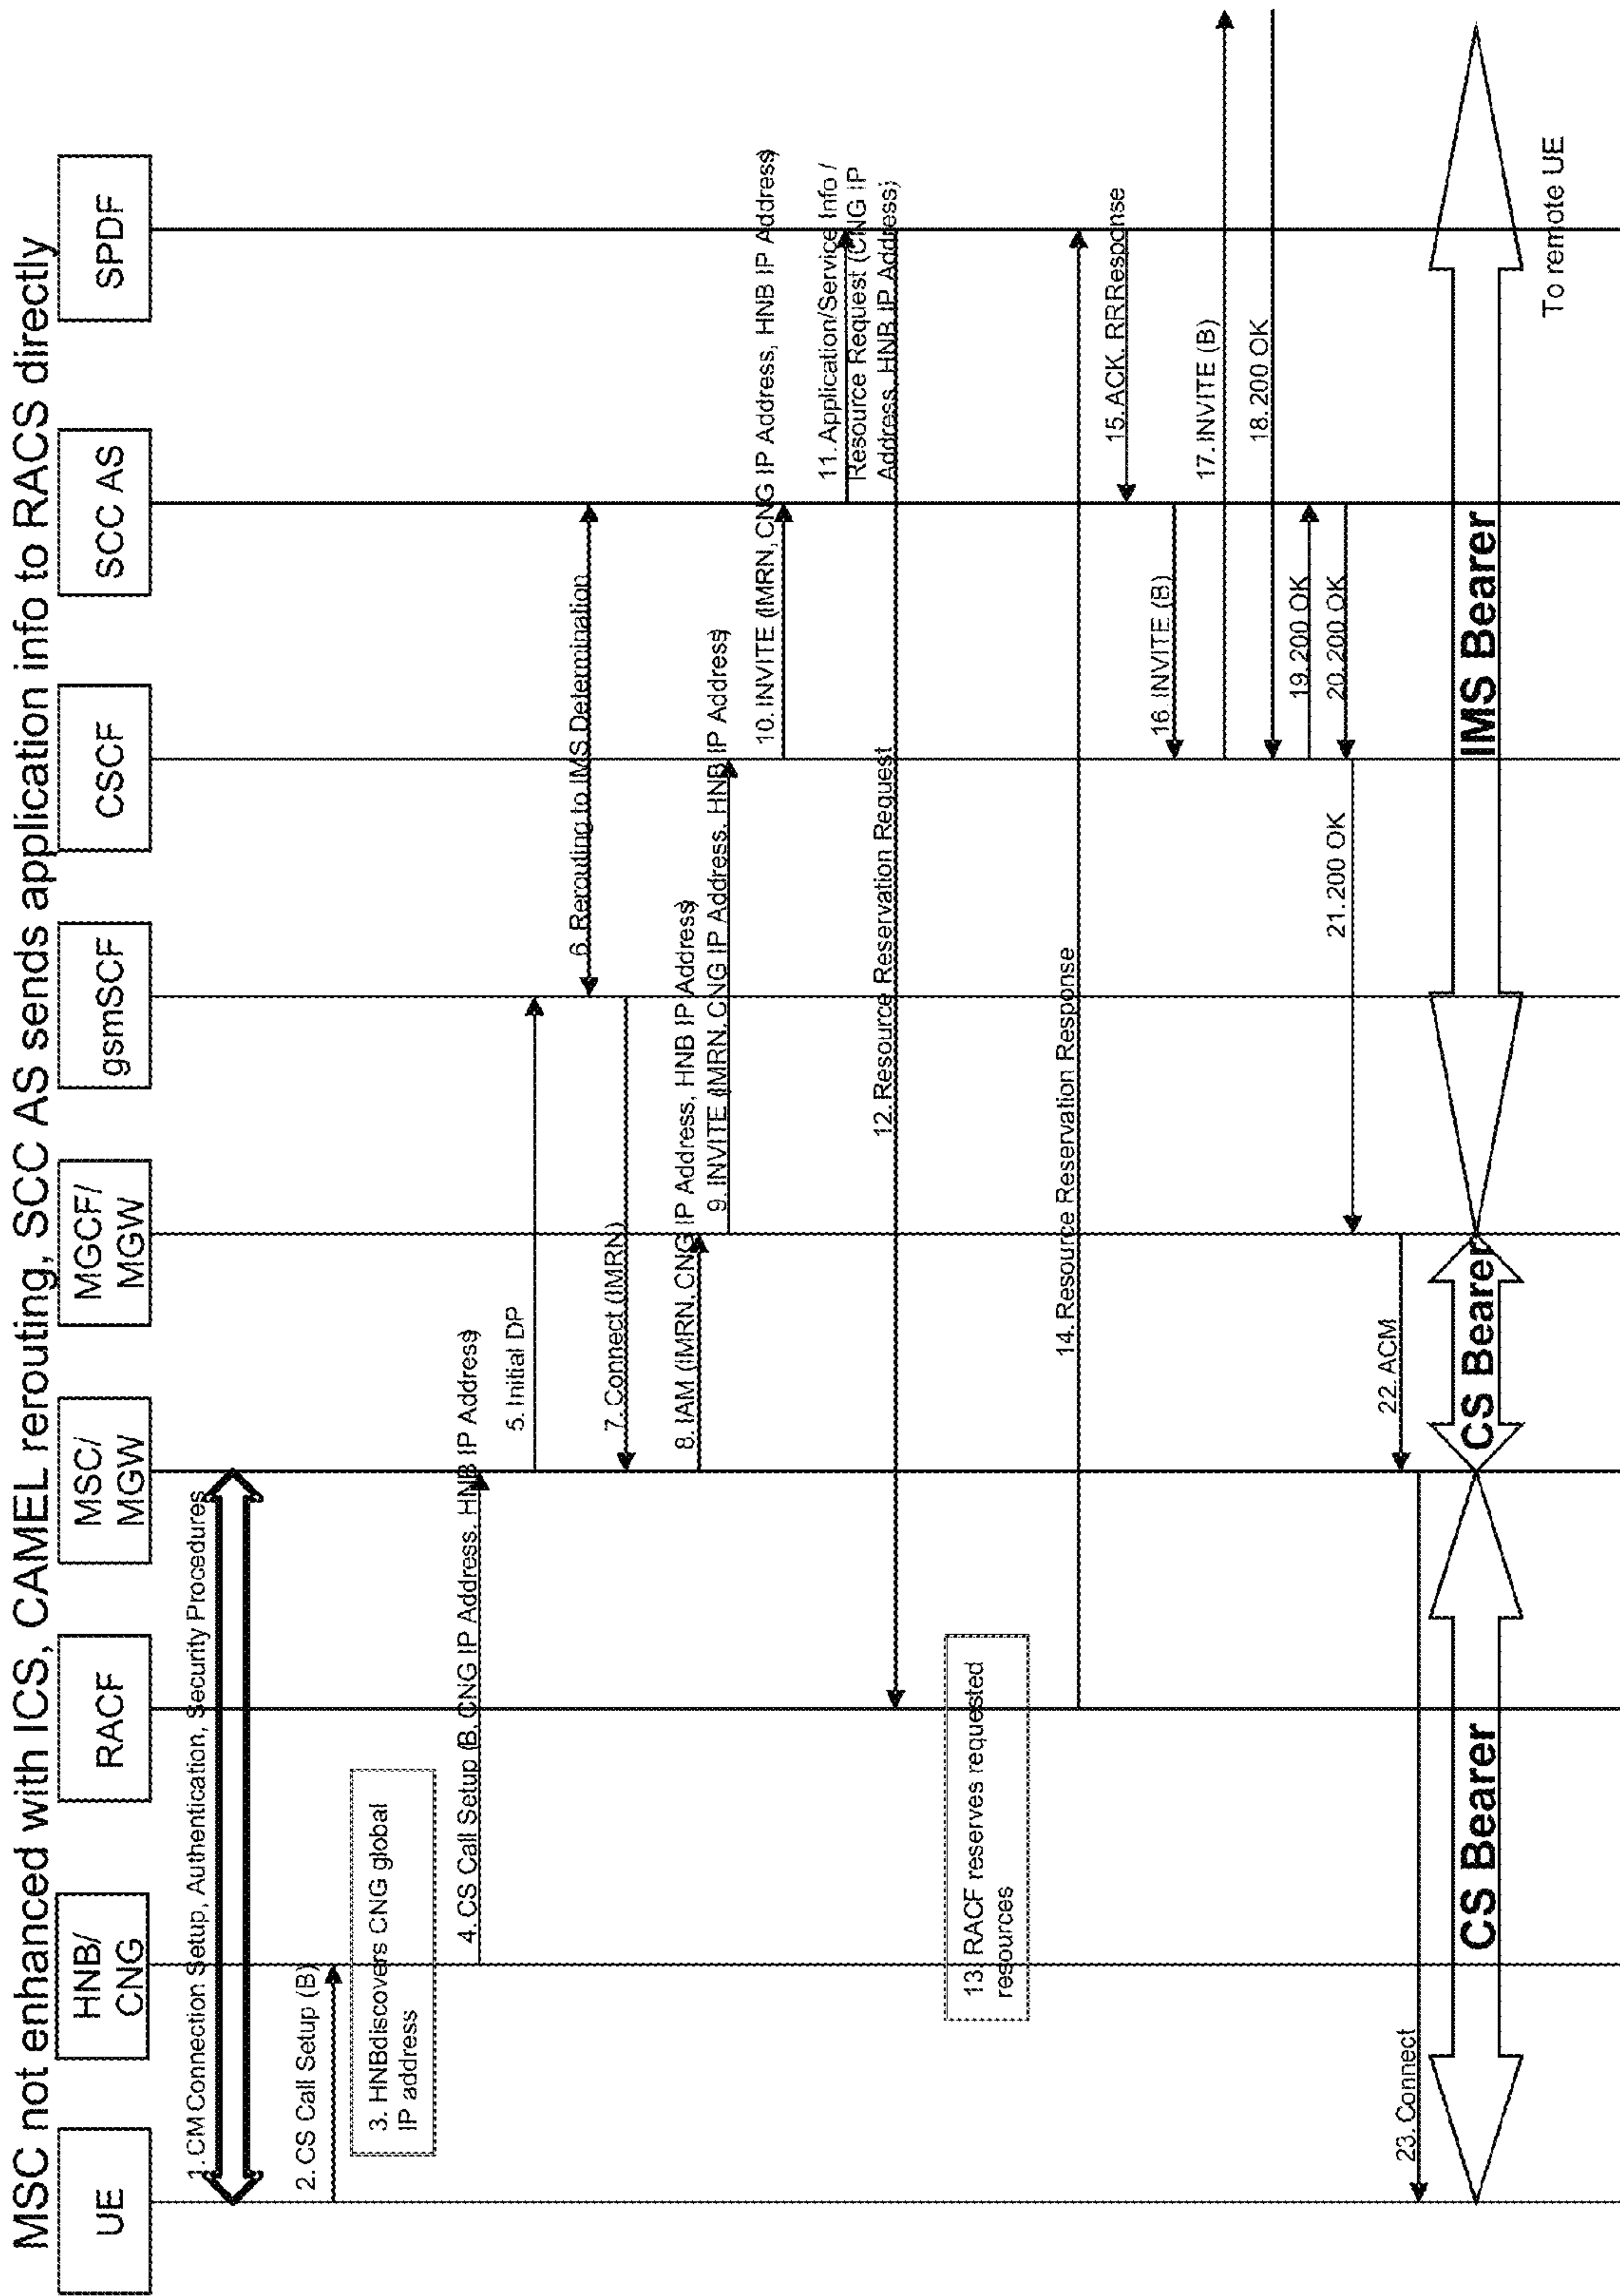 MSC not enhanced with ICS, CAMEL rerouting, SCC AS sends application info to RACS directly
UE
HNB/
CNG
RACF
MSC/
MGW
MGCF/
MGW
gsmSCF
CSCF
SCC AS
SPDF
1. CM Connection Setup, Authentication, Security Procedures
2. CS Call Setup (B)
3. HNBdiscovers CNG global
IP address
4. CS Call Setup (B, CNG IP Address, HNB IP Address)
5. Initial DP
6. Rerouting to IMS Determination
7. Connect (IMRN)
8. IAM (IMRN, CNG IP Address, HNB IP Address)
9. INVITE (IMRN, CNG IP Address, HNB IP Address)
10. INVITE (IMRN, CNG IP Address, HNB IP Address)
11. Application/Service Info /
Resource Request (CNG IP
Address, HNB IP Address)
12. Resource Reservation Request
13. RACF reserves requested
resources
14. Resource Reservation Response
15. ACK, RRResponse
16. INVITE (B)
17. INVITE (B)
18. 200 OK
19. 200 OK
20. 200 OK
21. 200 OK
22. ACM
23. Connect
CS Bearer
CS Bearer
IMS Bearer
To remote UE